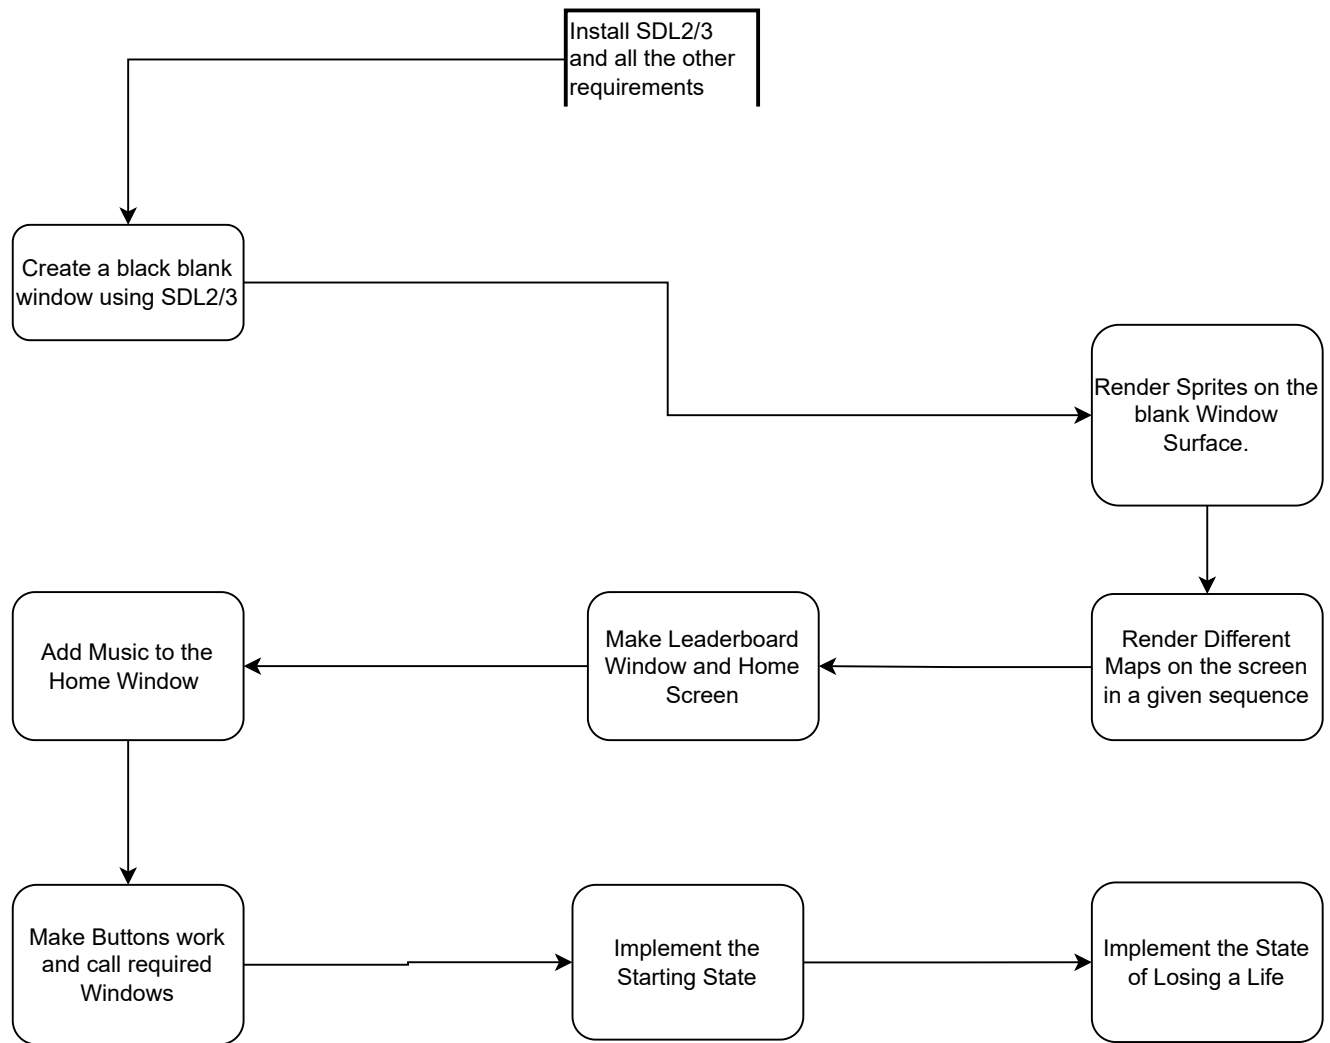 Install SDL2/3
and all the other
requirements
Create a black blank
window using SDL2/3
Render Sprites on the
blank Window
Surface.
Render Different
Maps on the screen
in a given sequence
Make Leaderboard
Window and Home
Screen
Add Music to the
Home Window
Make Buttons work
and call required
Windows
Implement the
Starting State
Implement the State
of Losing a Life